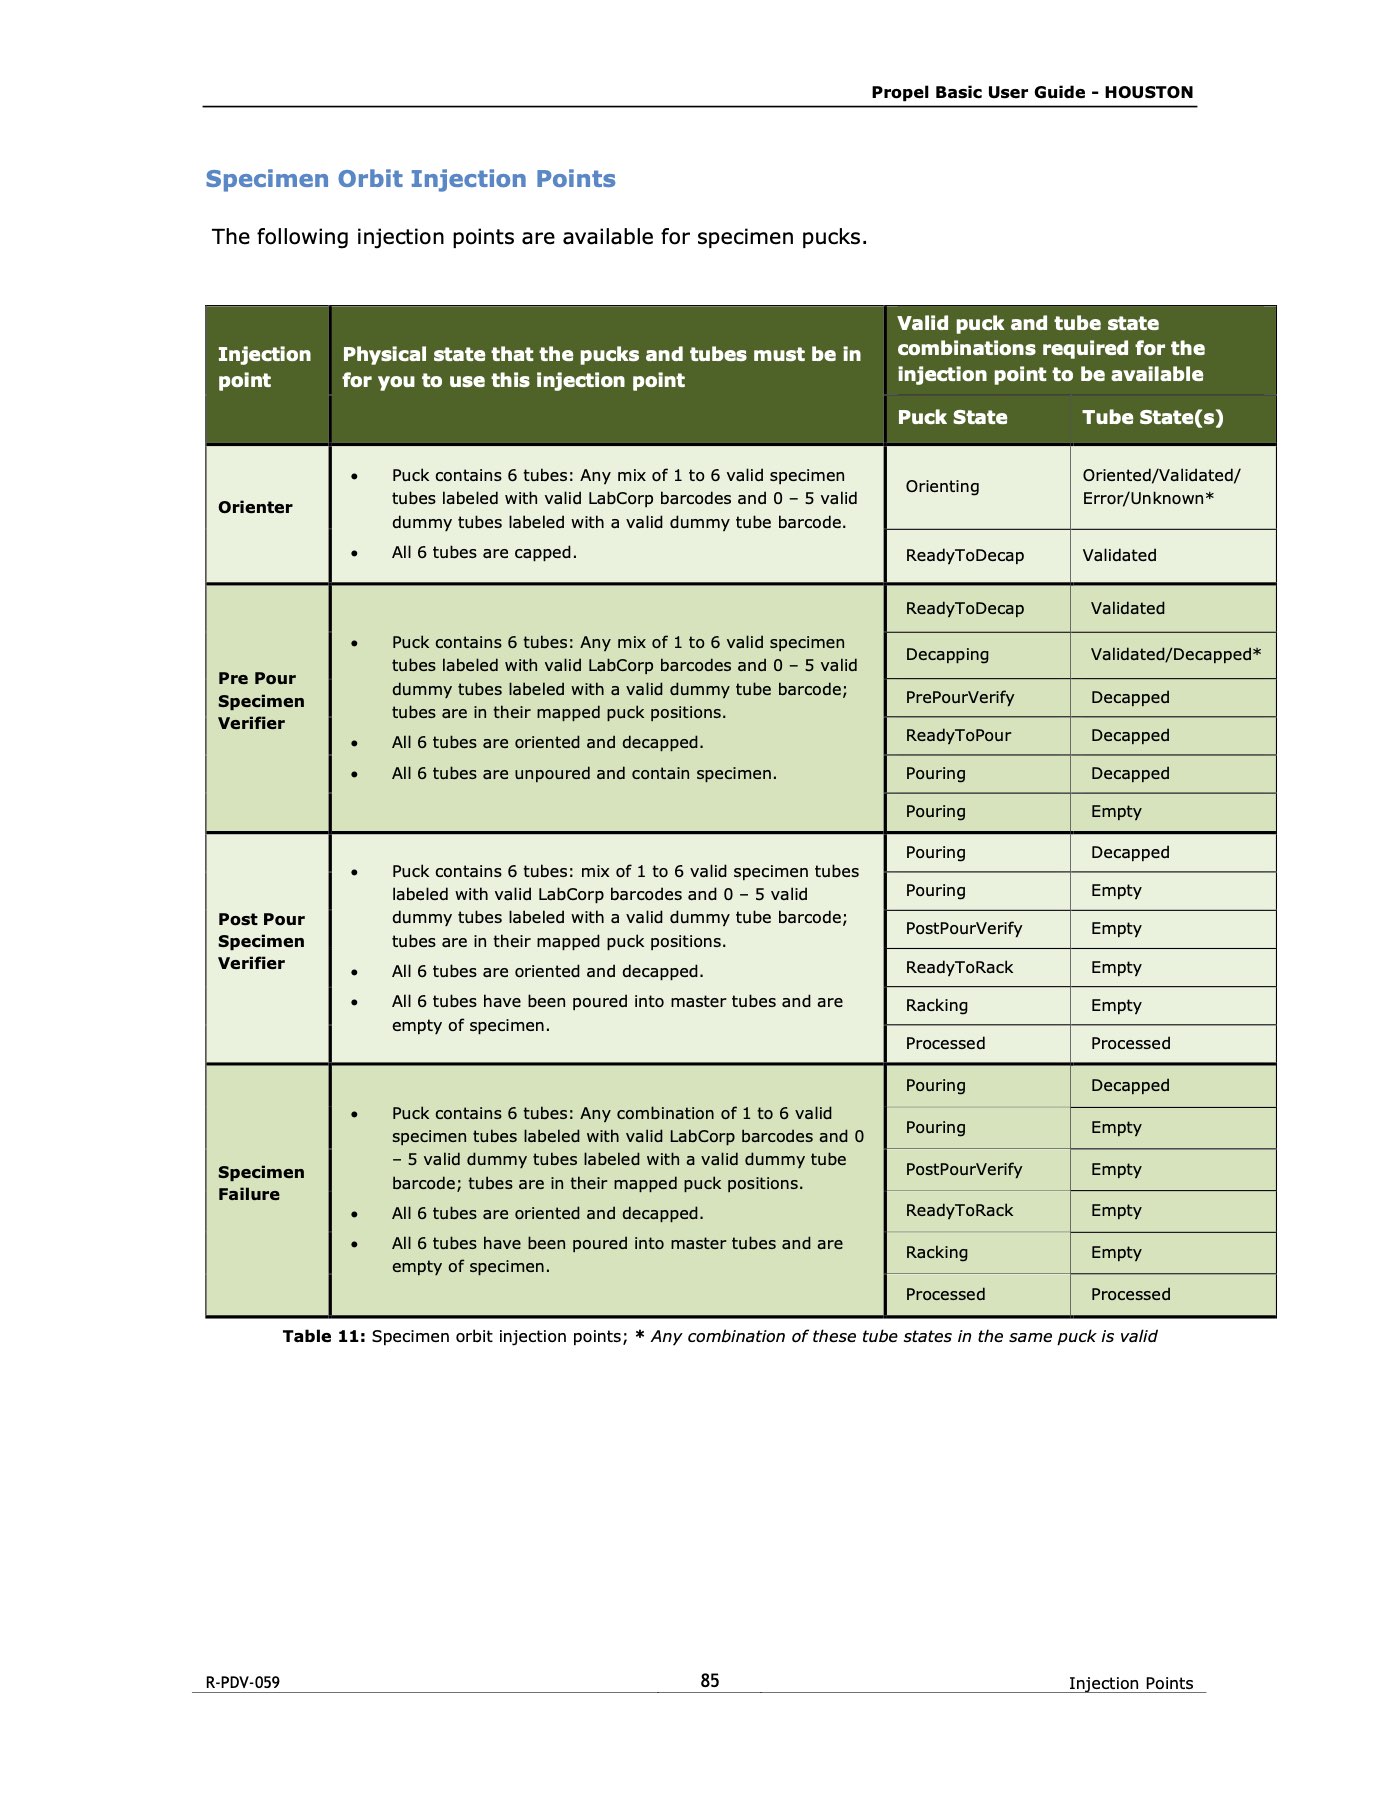 Propel Basic User Guide - HOUSTON
Specimen Orbit Injection Points
The following injection points are available for specimen pucks.
Injection
point
Physical state that the pucks and tubes must be in
for you to use this injection point
Valid puck and tube state
combinations required for the
injection point to be available
Puck State
Tube State(s)
Orienter
• Puck contains 6 tubes: Any mix of 1 to 6 valid specimen
tubes labeled with valid LabCorp barcodes and 0 – 5 valid
dummy tubes labeled with a valid dummy tube barcode.
• All 6 tubes are capped.
Orienting
Oriented/Validated/
Error/Unknown*
ReadyToDecap
Validated
Pre Pour
Specimen
Verifier
• Puck contains 6 tubes: Any mix of 1 to 6 valid specimen
tubes labeled with valid LabCorp barcodes and 0 – 5 valid
dummy tubes labeled with a valid dummy tube barcode;
tubes are in their mapped puck positions.
• All 6 tubes are oriented and decapped.
• All 6 tubes are unpoured and contain specimen.
ReadyToDecap
Validated
Decapping
Validated/Decapped*
PrePourVerify
Decapped
ReadyToPour
Decapped
Pouring
Decapped
Pouring
Empty
Post Pour
Specimen
Verifier
• Puck contains 6 tubes: mix of 1 to 6 valid specimen tubes
labeled with valid LabCorp barcodes and 0 – 5 valid
dummy tubes labeled with a valid dummy tube barcode;
tubes are in their mapped puck positions.
• All 6 tubes are oriented and decapped.
• All 6 tubes have been poured into master tubes and are
empty of specimen.
Pouring
Decapped
Pouring
Empty
PostPourVerify
Empty
ReadyToRack
Empty
Racking
Empty
Processed
Processed
Specimen
Failure
• Puck contains 6 tubes: Any combination of 1 to 6 valid
specimen tubes labeled with valid LabCorp barcodes and 0
– 5 valid dummy tubes labeled with a valid dummy tube
barcode; tubes are in their mapped puck positions.
• All 6 tubes are oriented and decapped.
• All 6 tubes have been poured into master tubes and are
empty of specimen.
Pouring
Decapped
Pouring
Empty
PostPourVerify
Empty
ReadyToRack
Empty
Racking
Empty
Processed
Processed
Table 11: Specimen orbit injection points; * Any combination of these tube states in the same puck is valid
R-PDV-059
85
Injection Points